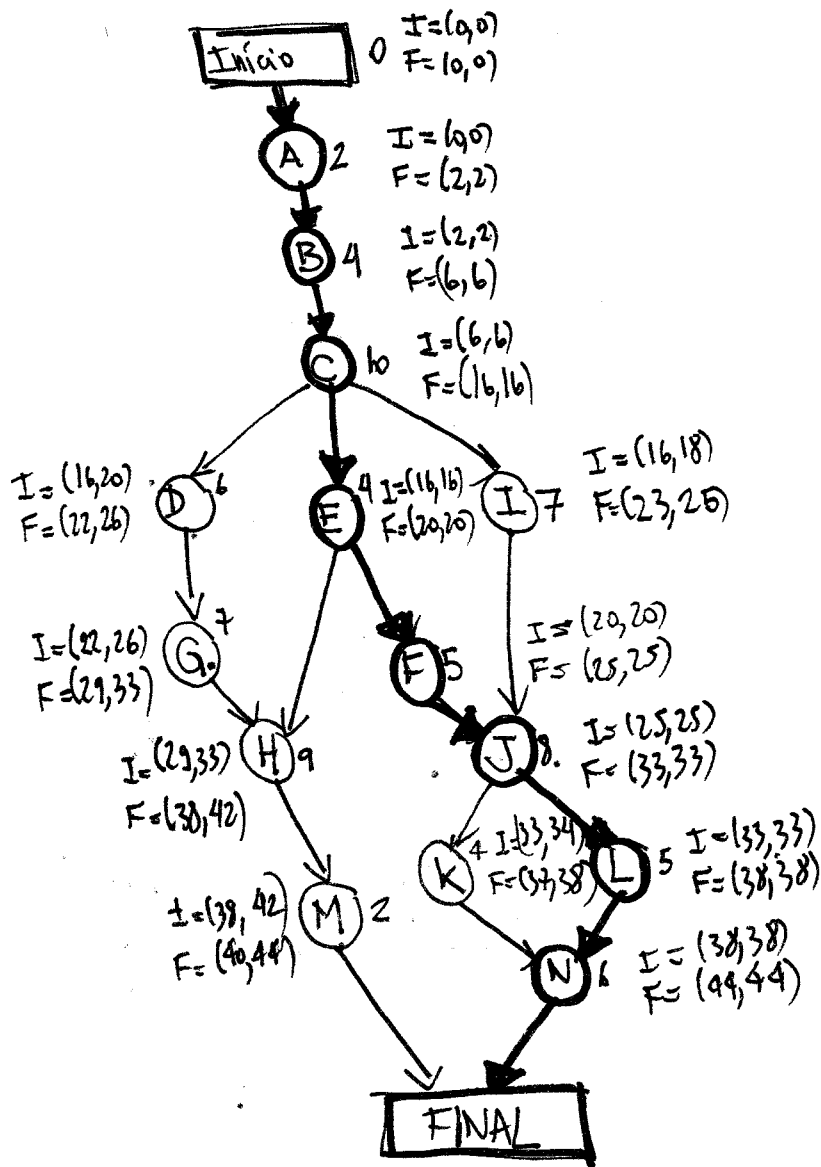 Início 0 I=(0,0)
F=(0,0)
A 2 I=(0,0)
F=(2,2)
B 4 I=(2,2)
F=(6,6)
C 10 I=(6,6)
F=(16,16)
I=(16,20)
F=(22,26)
D 6
E 4 I=(16,16)
F=(20,20)
I 7 I=(16,18)
F=(23,25)
I=(22,26)
F=(29,33)
G. 7
F 5 I=(20,20)
F=(25,25)
I=(29,33)
F=(38,42)
H 9
J 8. I=(25,25)
F=(33,33)
K 4 I=(33,34)
F=(37,38)
L 5 I=(33,33)
F=(38,38)
I=(38,42)
F=(40,44)
M 2
N 6 I=(38,38)
F=(44,44)
FINAL